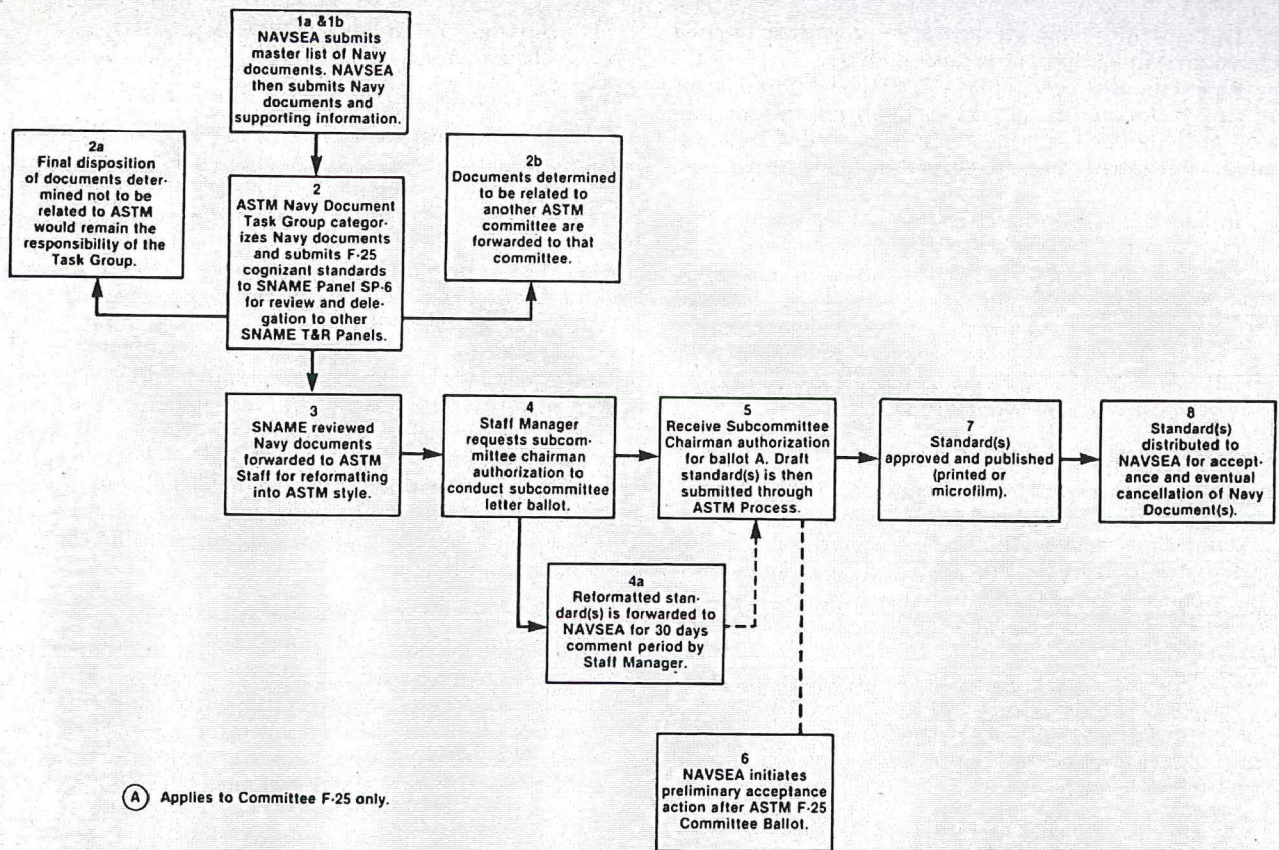 1a &1b
NAVSEA submits
master list of Navy
documents. NAVSEA
then submits Navy
documents and
supporting information.
2a
Final disposition
of documents deter-
mined not to be
related to ASTM
would remain the
responsibility of the
Task Group.
2
ASTM Navy Document
Task Group categor-
izes Navy documents
and submits F-25
cognizant standards
to SNAME Panel SP-6
for review and dele-
gation to other
SNAME T&R Panels.
2b
Documents determined
to be related to
another ASTM
committee are
forwarded to that
committee.
3
SNAME reviewed
Navy documents
forwarded to ASTM
Staff for reformatting
into ASTM style.
4
Staff Manager
requests subcom-
mittee chairman
authorization to
conduct subcommittee
letter ballot.
5
Receive Subcommittee
Chairman authorization
for ballot A. Draft
standard(s) is then
submitted through
ASTM Process.
7
Standard(s)
approved and published
(printed or
microfilm).
8
Standard(s)
distributed to
NAVSEA for accept-
ance and eventual
cancellation of Navy
Document(s).
4a
Reformatted stan-
dard(s) is forwarded to
NAVSEA for 30 days
comment period by
Staff Manager.
6
NAVSEA initiates
preliminary acceptance
action after ASTM F-25
Committee Ballot.
A Applies to Committee F-25 only.